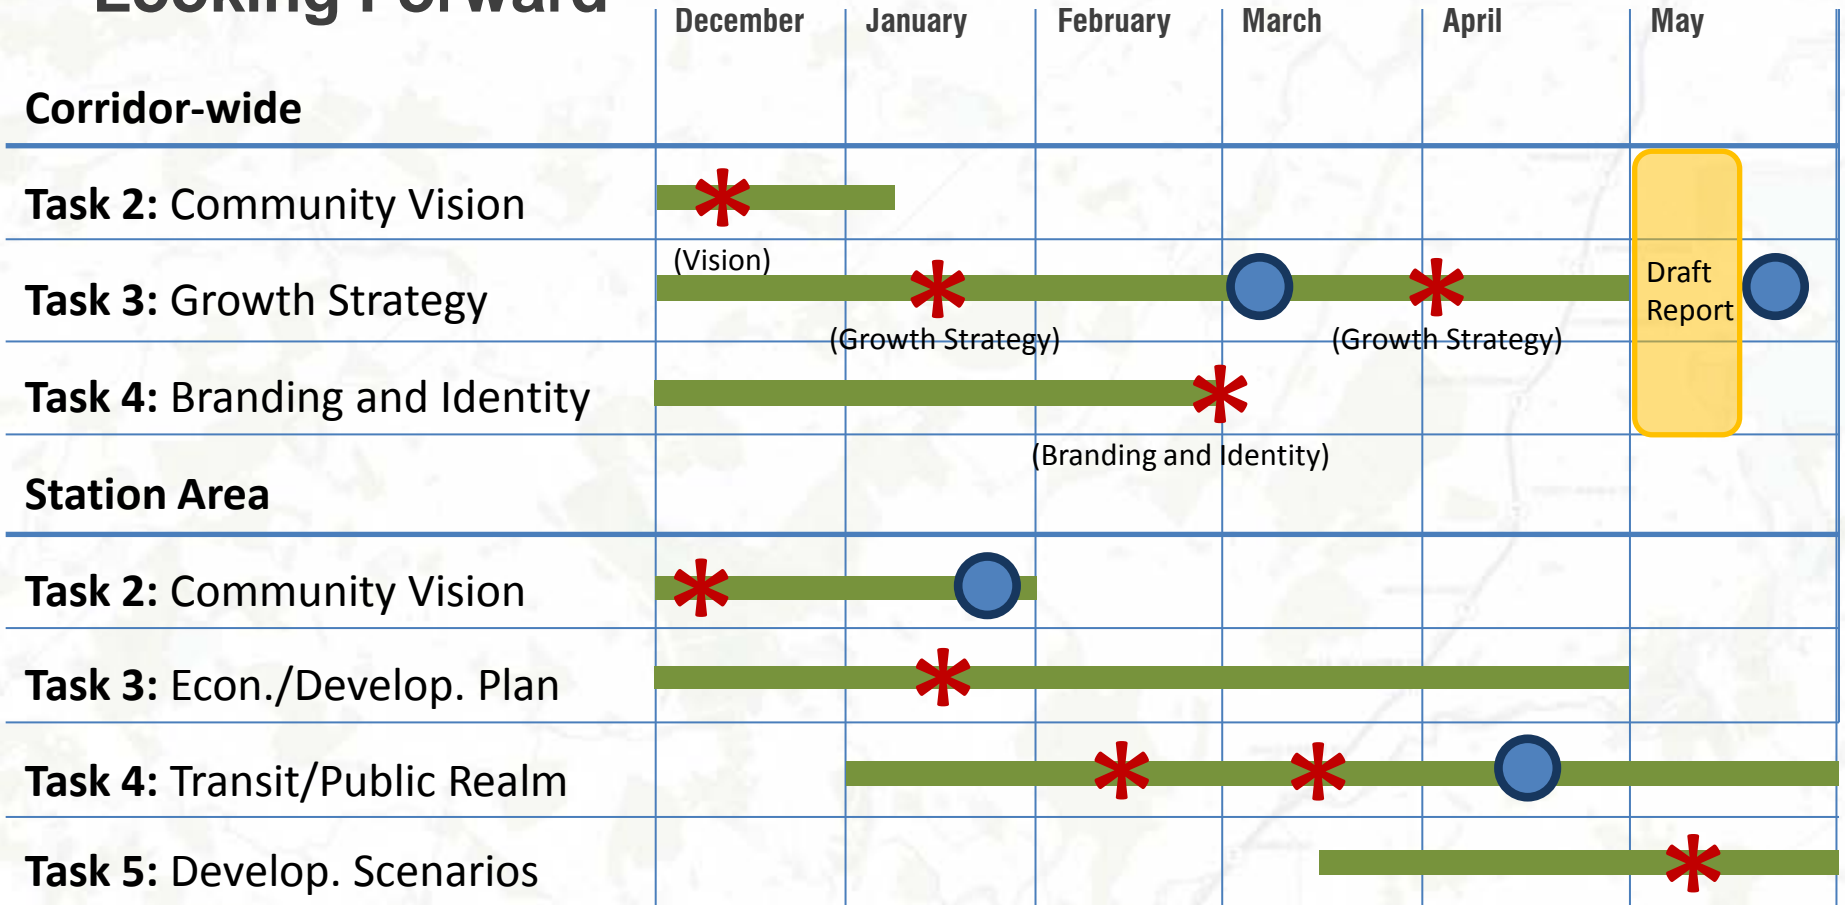 Looking Forward
December January February March April May
Corridor-wide
Task 2: Community Vision
(Vision)
Task 3: Growth Strategy
Draft
Report
(Growth Strategy) (Growth Strategy)
Task 4: Branding and Identity
(Branding and Identity)
Station Area
Task 2: Community Vision
Task 3: Econ./Develop. Plan
Task 4: Transit/Public Realm
Task 5: Develop. Scenarios